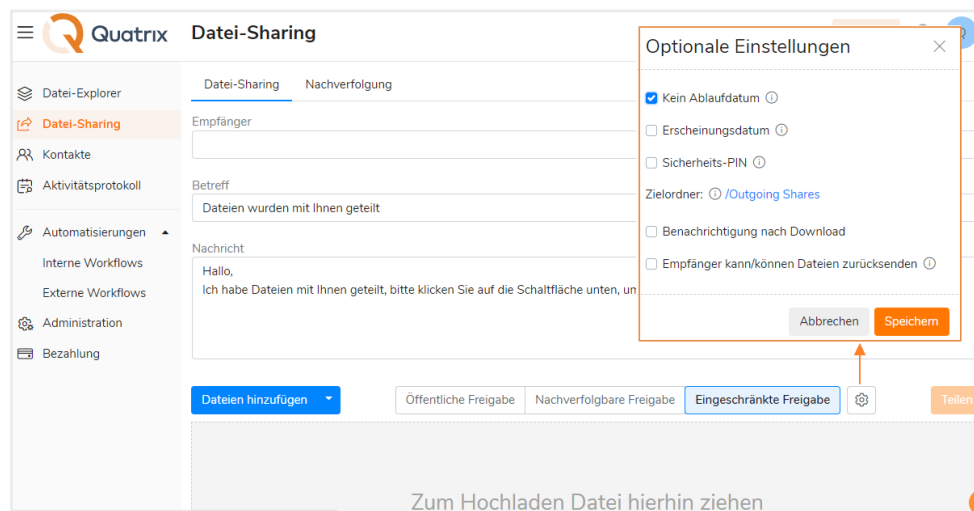 Quatrix
Datei-Sharing
Datei-Explorer
Datei-Sharing
Kontakte
Aktivitätsprotokoll
Automatisierungen
Interne Workflows
Externe Workflows
Administration
Bezahlung
Datei-Sharing
Nachverfolgung
Empfänger
Betreff
Dateien wurden mit Ihnen geteilt
Nachricht
Hallo,
Ich habe Dateien mit Ihnen geteilt, bitte klicken Sie auf die Schaltfläche unten, um
Optionale Einstellungen
Kein Ablaufdatum
Erscheinungsdatum
Sicherheits-PIN
Zielordner: /Outgoing Shares
Benachrichtigung nach Download
Empfänger kann/können Dateien zurücksenden
Abbrechen
Speichern
Dateien hinzufügen
Öffentliche Freigabe
Nachverfolgbare Freigabe
Eingeschränkte Freigabe
Teilen
Zum Hochladen Datei hierhin ziehen